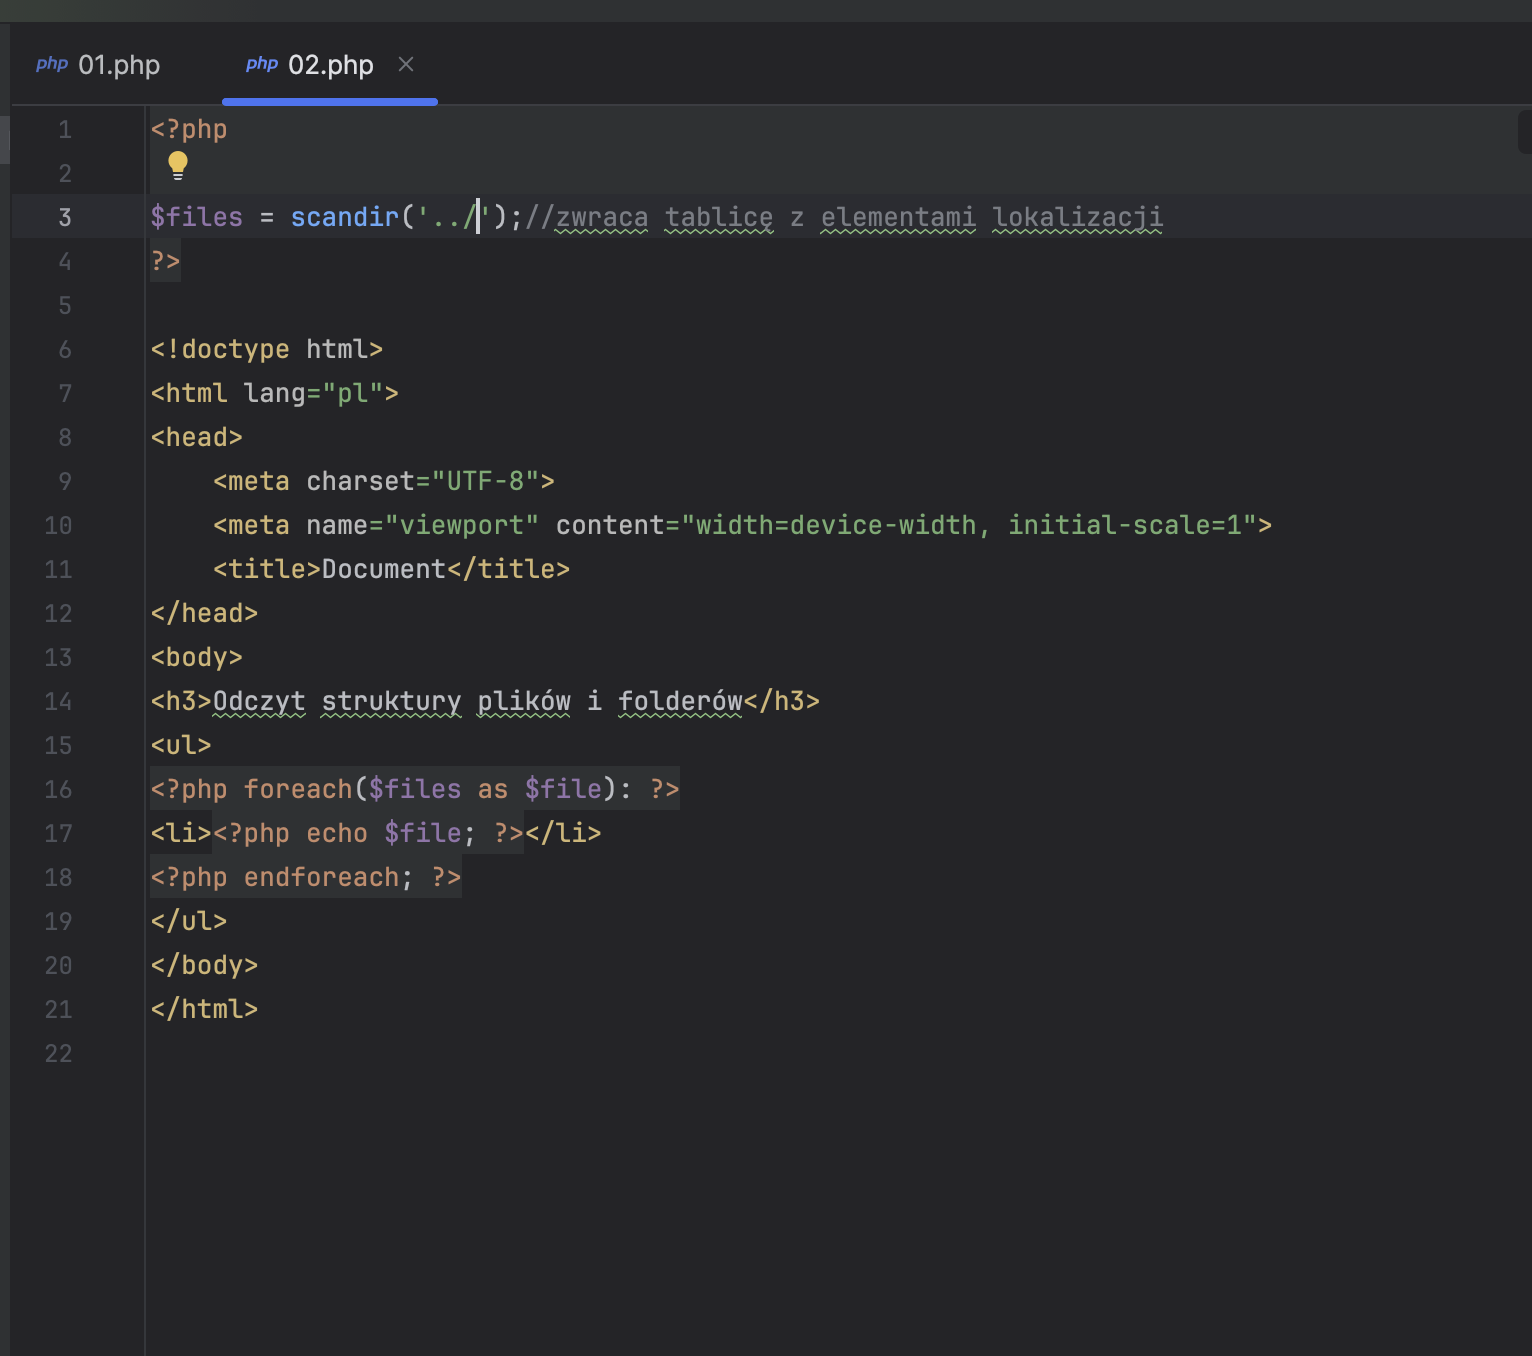 php 01.php php 02.php ×
1 <?php
2
3 $files = scandir('../');//zwraca tablicę z elementami lokalizacji
4 ?>
5
6 <!doctype html>
7 <html lang="pl">
8 <head>
9     <meta charset="UTF-8">
10     <meta name="viewport" content="width=device-width, initial-scale=1">
11     <title>Document</title>
12 </head>
13 <body>
14 <h3>Odczyt struktury plików i folderów</h3>
15 <ul>
16 <?php foreach($files as $file): ?>
17 <li><?php echo $file; ?></li>
18 <?php endforeach; ?>
19 </ul>
20 </body>
21 </html>
22